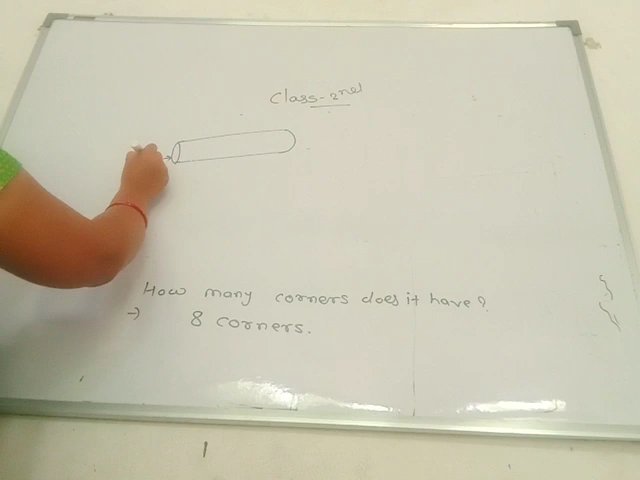 Class-2nd
How many corners does it have?
→ 8 corners.